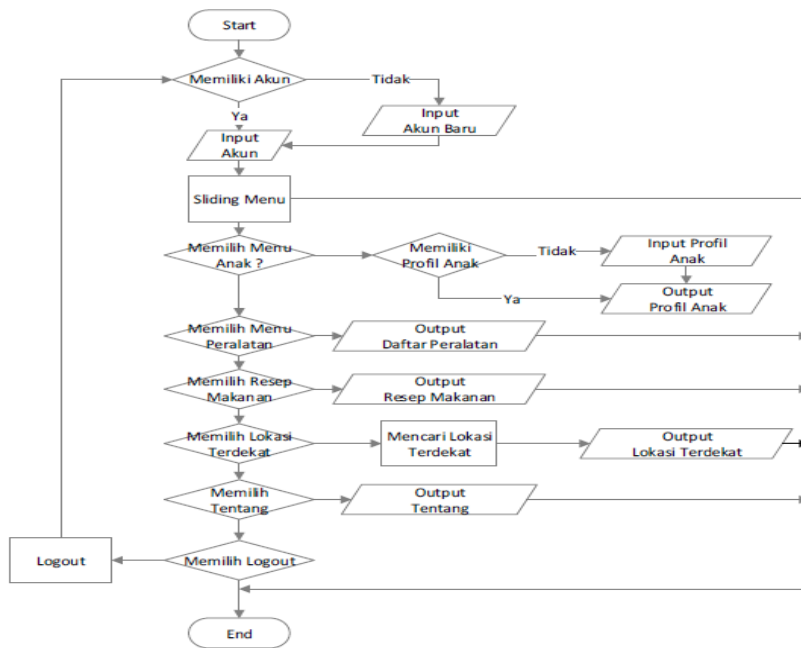 Start
Memiliki Akun
Tidak
Ya
Input
Akun Baru
Input
Akun
Sliding Menu
Memilih Menu
Anak ?
Memiliki
Profil Anak
Tidak
Input Profil
Anak
Ya
Output
Profil Anak
Memilih Menu
Peralatan
Output
Daftar Peralatan
Memilih Resep
Makanan
Output
Resep Makanan
Memilih Lokasi
Terdekat
Mencari Lokasi
Terdekat
Output
Lokasi Terdekat
Memilih
Tentang
Output
Tentang
Logout
Memilih Logout
End